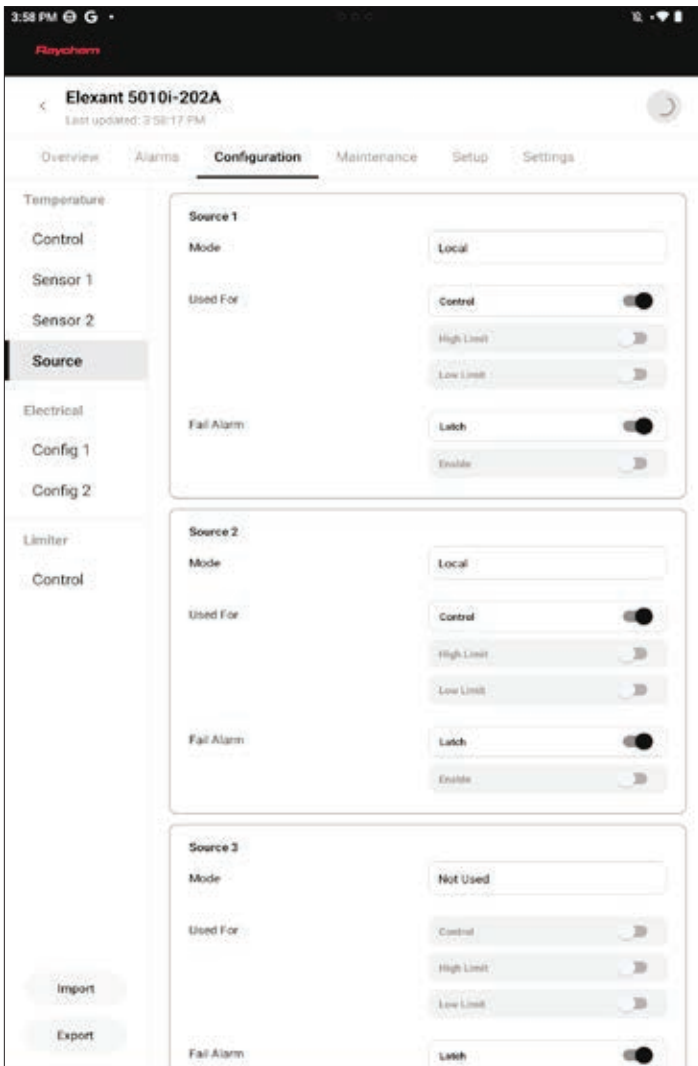 3:58 PM G
Raychem
Elexant 5010i-202A
Last updated: 3:58:17 PM
Overview Alarms Configuration Maintenance Setup Settings
Temperature
Control
Sensor 1
Sensor 2
Source
Electrical
Config 1
Config 2
Limiter
Control
Import
Export
Source 1
Mode Local
Used For Control
High Limit
Low Limit
Fail Alarm Latch
Enable
Source 2
Mode Local
Used For Control
High Limit
Low Limit
Fail Alarm Latch
Enable
Source 3
Mode Not Used
Used For Control
High Limit
Low Limit
Fail Alarm Latch